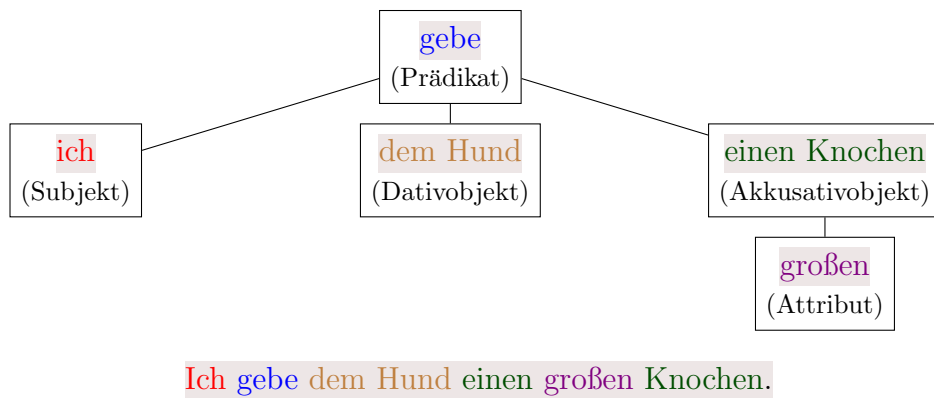 gebe
(Prädikat)
ich
(Subjekt)
dem Hund
(Dativobjekt)
einen Knochen
(Akkusativobjekt)
großen
(Attribut)
Ich gebe dem Hund einen großen Knochen.